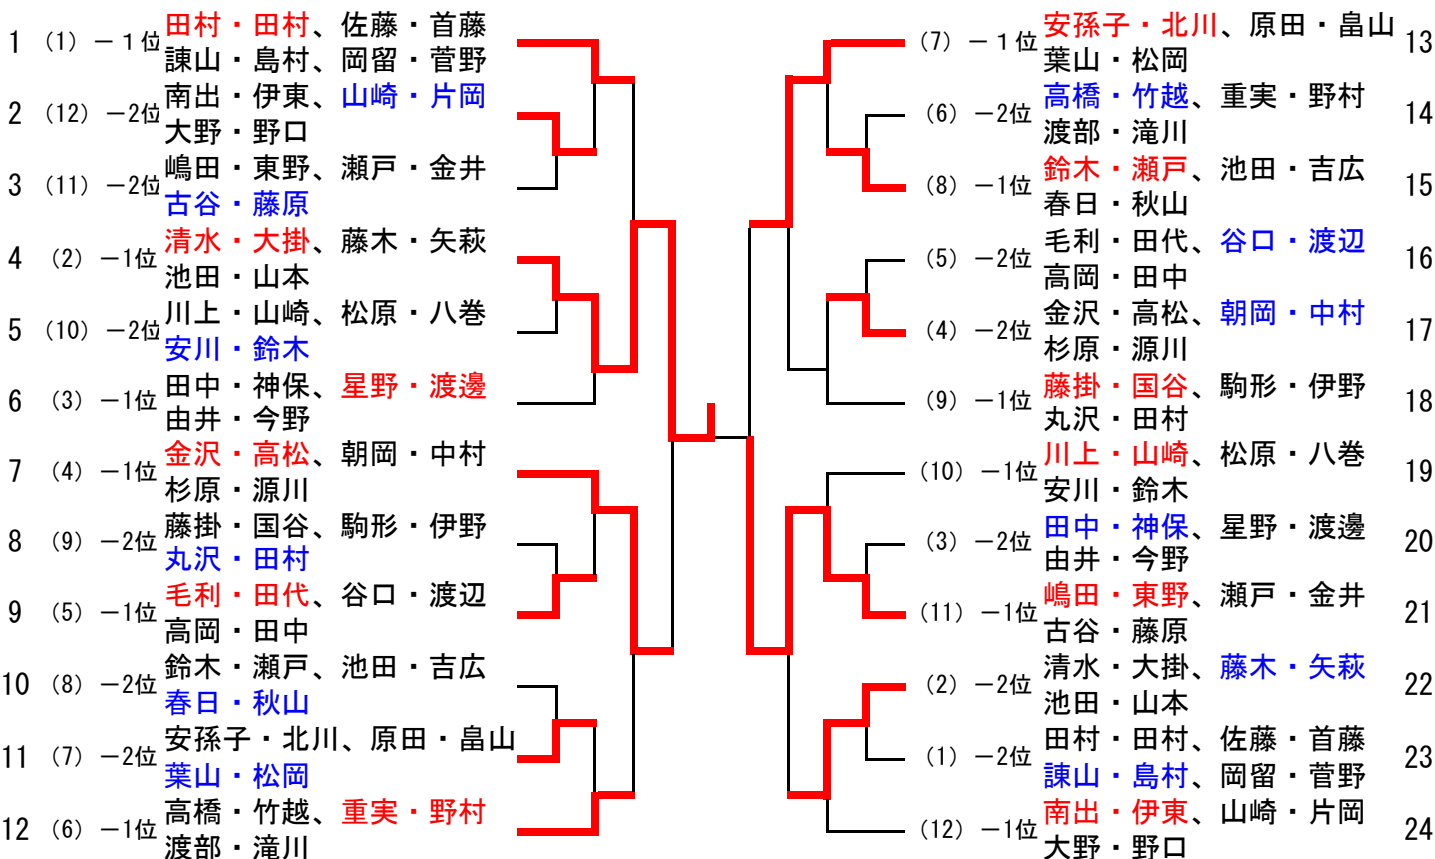 1 (1) －１位 田村・田村、佐藤・首藤
諌山・島村、岡留・菅野
2 (12) －2位 南出・伊東、山崎・片岡
大野・野口
3 (11) －2位 嶋田・東野、瀬戸・金井
古谷・藤原
4 (2) －1位 清水・大掛、藤木・矢萩
池田・山本
5 (10) －2位 川上・山崎、松原・八巻
安川・鈴木
6 (3) －1位 田中・神保、星野・渡邊
由井・今野
7 (4) －1位 金沢・高松、朝岡・中村
杉原・源川
8 (9) －2位 藤掛・国谷、駒形・伊野
丸沢・田村
9 (5) －1位 毛利・田代、谷口・渡辺
高岡・田中
10 (8) －2位 鈴木・瀬戸、池田・吉広
春日・秋山
11 (7) －2位 安孫子・北川、原田・畠山
葉山・松岡
12 (6) －1位 高橋・竹越、重実・野村
渡部・滝川
(7) －１位 安孫子・北川、原田・畠山 13
葉山・松岡
(6) －2位 高橋・竹越、重実・野村 14
渡部・滝川
(8) －1位 鈴木・瀬戸、池田・吉広 15
春日・秋山
(5) －2位 毛利・田代、谷口・渡辺 16
高岡・田中
(4) －2位 金沢・高松、朝岡・中村 17
杉原・源川
(9) －1位 藤掛・国谷、駒形・伊野 18
丸沢・田村
(10) －1位 川上・山崎、松原・八巻 19
安川・鈴木
(3) －2位 田中・神保、星野・渡邊 20
由井・今野
(11) －1位 嶋田・東野、瀬戸・金井 21
古谷・藤原
(2) －2位 清水・大掛、藤木・矢萩 22
池田・山本
(1) －2位 田村・田村、佐藤・首藤 23
諌山・島村、岡留・菅野
(12) －1位 南出・伊東、山崎・片岡 24
大野・野口